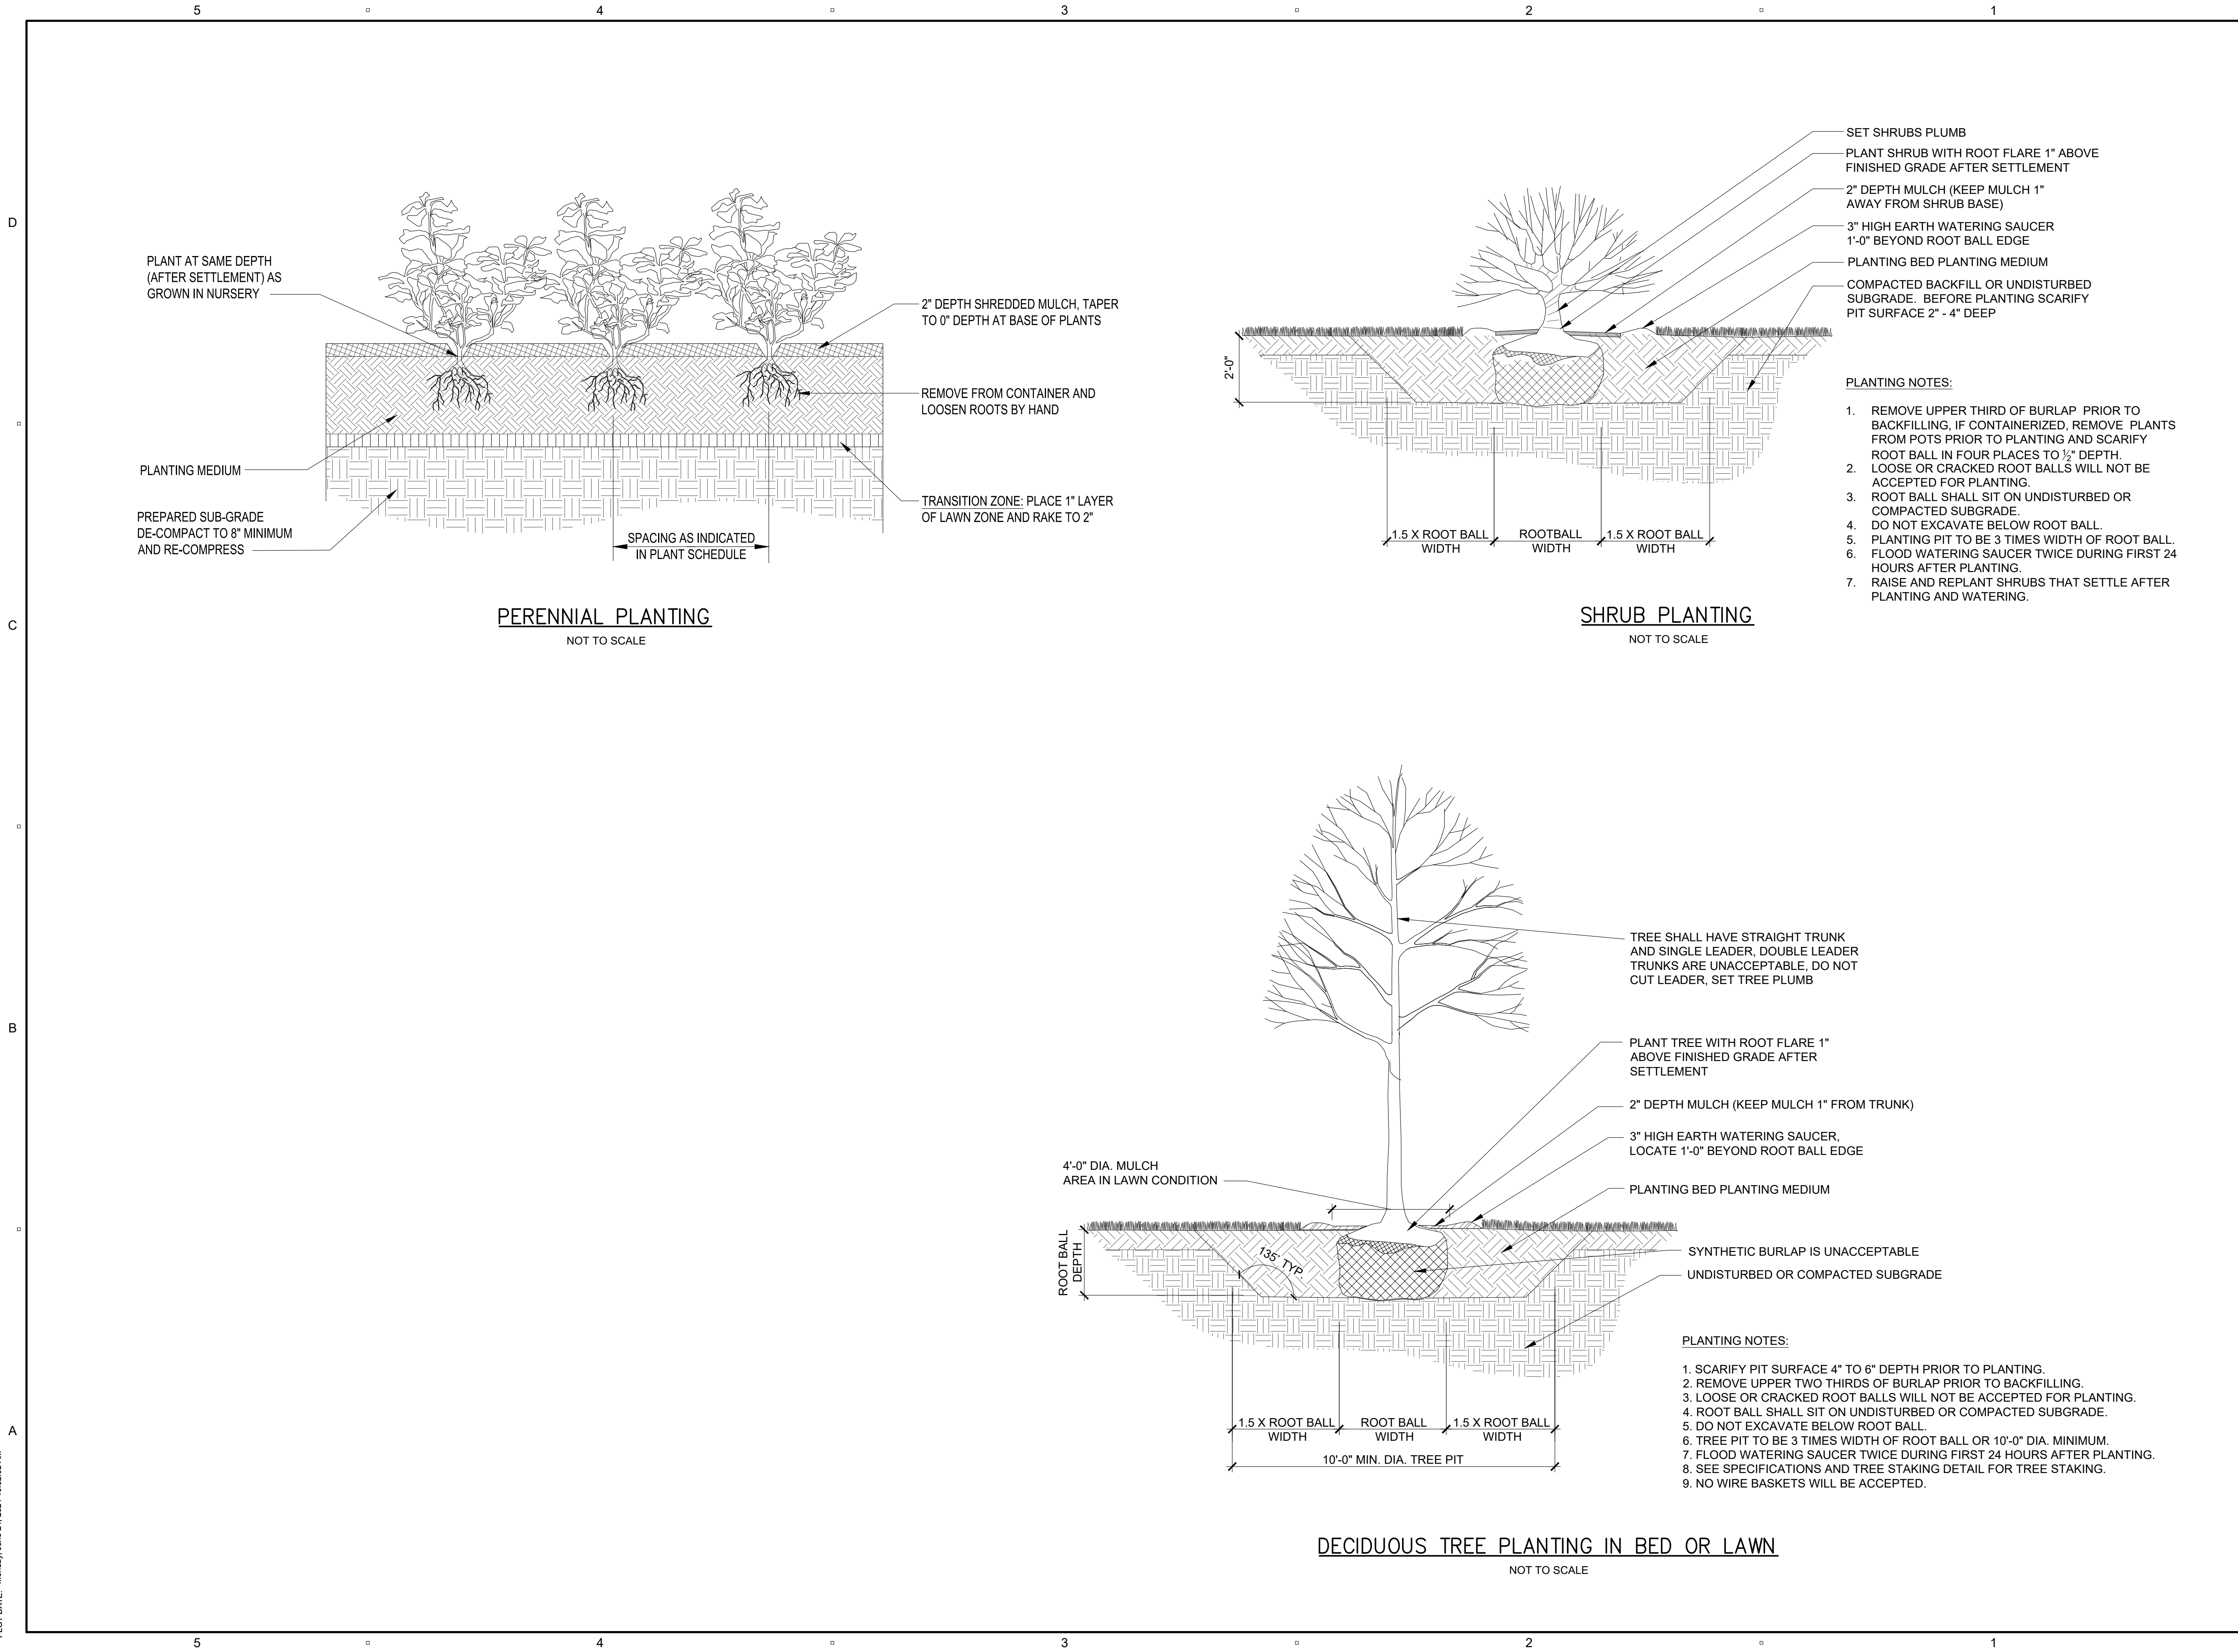 5 4 3 2 1
D
C
B
A
PLANT AT SAME DEPTH
(AFTER SETTLEMENT) AS
GROWN IN NURSERY
PLANTING MEDIUM
PREPARED SUB-GRADE
DE-COMPACT TO 8" MINIMUM
AND RE-COMPRESS
2" DEPTH SHREDDED MULCH, TAPER
TO 0" DEPTH AT BASE OF PLANTS
REMOVE FROM CONTAINER AND
LOOSEN ROOTS BY HAND
TRANSITION ZONE: PLACE 1" LAYER
OF LAWN ZONE AND RAKE TO 2"
SPACING AS INDICATED
IN PLANT SCHEDULE
PERENNIAL PLANTING
NOT TO SCALE
SET SHRUBS PLUMB
PLANT SHRUB WITH ROOT FLARE 1" ABOVE
FINISHED GRADE AFTER SETTLEMENT
2" DEPTH MULCH (KEEP MULCH 1"
AWAY FROM SHRUB BASE)
3" HIGH EARTH WATERING SAUCER
1'-0" BEYOND ROOT BALL EDGE
PLANTING BED PLANTING MEDIUM
COMPACTED BACKFILL OR UNDISTURBED
SUBGRADE. BEFORE PLANTING SCARIFY
PIT SURFACE 2" - 4" DEEP
2'-0"
1.5 X ROOT BALL
WIDTH
ROOTBALL
WIDTH
1.5 X ROOT BALL
WIDTH
PLANTING NOTES:
1. REMOVE UPPER THIRD OF BURLAP PRIOR TO
BACKFILLING, IF CONTAINERIZED, REMOVE PLANTS
FROM POTS PRIOR TO PLANTING AND SCARIFY
ROOT BALL IN FOUR PLACES TO ½" DEPTH.
2. LOOSE OR CRACKED ROOT BALLS WILL NOT BE
ACCEPTED FOR PLANTING.
3. ROOT BALL SHALL SIT ON UNDISTURBED OR
COMPACTED SUBGRADE.
4. DO NOT EXCAVATE BELOW ROOT BALL.
5. PLANTING PIT TO BE 3 TIMES WIDTH OF ROOT BALL.
6. FLOOD WATERING SAUCER TWICE DURING FIRST 24
HOURS AFTER PLANTING.
7. RAISE AND REPLANT SHRUBS THAT SETTLE AFTER
PLANTING AND WATERING.
SHRUB PLANTING
NOT TO SCALE
TREE SHALL HAVE STRAIGHT TRUNK
AND SINGLE LEADER, DOUBLE LEADER
TRUNKS ARE UNACCEPTABLE, DO NOT
CUT LEADER, SET TREE PLUMB
PLANT TREE WITH ROOT FLARE 1"
ABOVE FINISHED GRADE AFTER
SETTLEMENT
2" DEPTH MULCH (KEEP MULCH 1" FROM TRUNK)
3" HIGH EARTH WATERING SAUCER,
LOCATE 1'-0" BEYOND ROOT BALL EDGE
4'-0" DIA. MULCH
AREA IN LAWN CONDITION
PLANTING BED PLANTING MEDIUM
SYNTHETIC BURLAP IS UNACCEPTABLE
UNDISTURBED OR COMPACTED SUBGRADE
ROOT BALL
DEPTH
135° TYP.
1.5 X ROOT BALL
WIDTH
ROOT BALL
WIDTH
1.5 X ROOT BALL
WIDTH
10'-0" MIN. DIA. TREE PIT
PLANTING NOTES:
1. SCARIFY PIT SURFACE 4" TO 6" DEPTH PRIOR TO PLANTING.
2. REMOVE UPPER TWO THIRDS OF BURLAP PRIOR TO BACKFILLING.
3. LOOSE OR CRACKED ROOT BALLS WILL NOT BE ACCEPTED FOR PLANTING.
4. ROOT BALL SHALL SIT ON UNDISTURBED OR COMPACTED SUBGRADE.
5. DO NOT EXCAVATE BELOW ROOT BALL.
6. TREE PIT TO BE 3 TIMES WIDTH OF ROOT BALL OR 10'-0" DIA. MINIMUM.
7. FLOOD WATERING SAUCER TWICE DURING FIRST 24 HOURS AFTER PLANTING.
8. SEE SPECIFICATIONS AND TREE STAKING DETAIL FOR TREE STAKING.
9. NO WIRE BASKETS WILL BE ACCEPTED.
DECIDUOUS TREE PLANTING IN BED OR LAWN
NOT TO SCALE
5 4 3 2 1